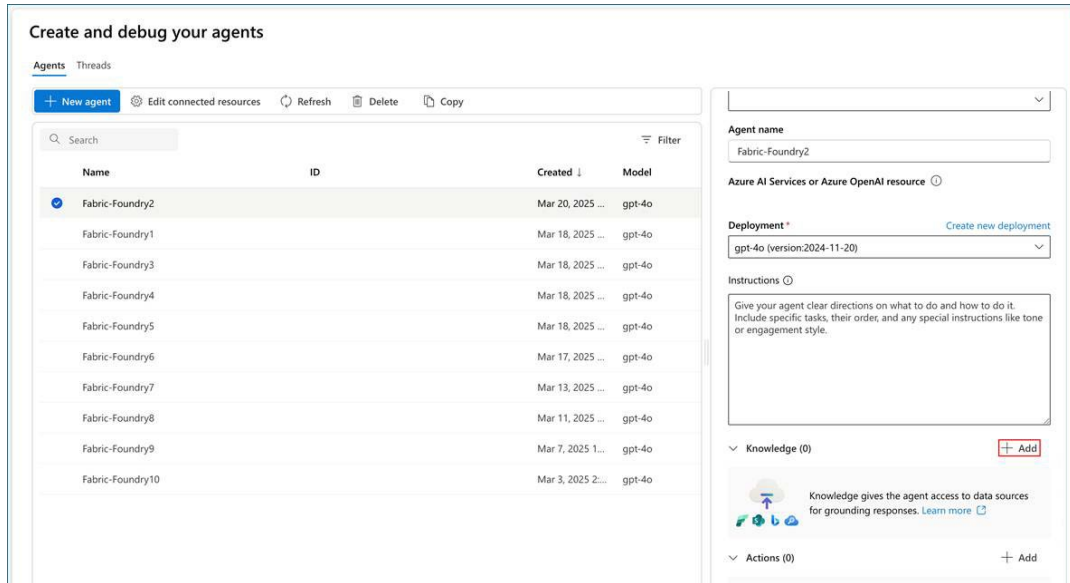 Create and debug your agents
Agents Threads
New agent Edit connected resources Refresh Delete Copy
Search Filter
Name ID Created ↓ Model
Fabric-Foundry2 Mar 20, 2025 ... gpt-4o
Fabric-Foundry1 Mar 18, 2025 ... gpt-4o
Fabric-Foundry3 Mar 18, 2025 ... gpt-4o
Fabric-Foundry4 Mar 18, 2025 ... gpt-4o
Fabric-Foundry5 Mar 18, 2025 ... gpt-4o
Fabric-Foundry6 Mar 17, 2025 ... gpt-4o
Fabric-Foundry7 Mar 13, 2025 ... gpt-4o
Fabric-Foundry8 Mar 11, 2025 ... gpt-4o
Fabric-Foundry9 Mar 7, 2025 1... gpt-4o
Fabric-Foundry10 Mar 3, 2025 2:... gpt-4o
Agent name
Fabric-Foundry2
Azure AI Services or Azure OpenAI resource
Deployment * Create new deployment
gpt-4o (version:2024-11-20)
Instructions
Give your agent clear directions on what to do and how to do it.
Include specific tasks, their order, and any special instructions like tone
or engagement style.
Knowledge (0) + Add
Knowledge gives the agent access to data sources
for grounding responses. Learn more
Actions (0) + Add